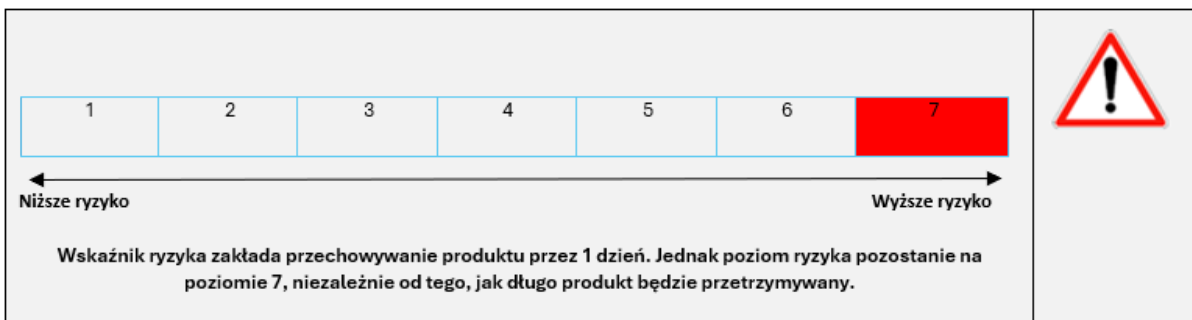 1 2 3 4 5 6 7
Niższe ryzyko Wyższe ryzyko
Wskaźnik ryzyka zakłada przechowywanie produktu przez 1 dzień. Jednak poziom ryzyka pozostanie na
poziomie 7, niezależnie od tego, jak długo produkt będzie przetrzymywany.